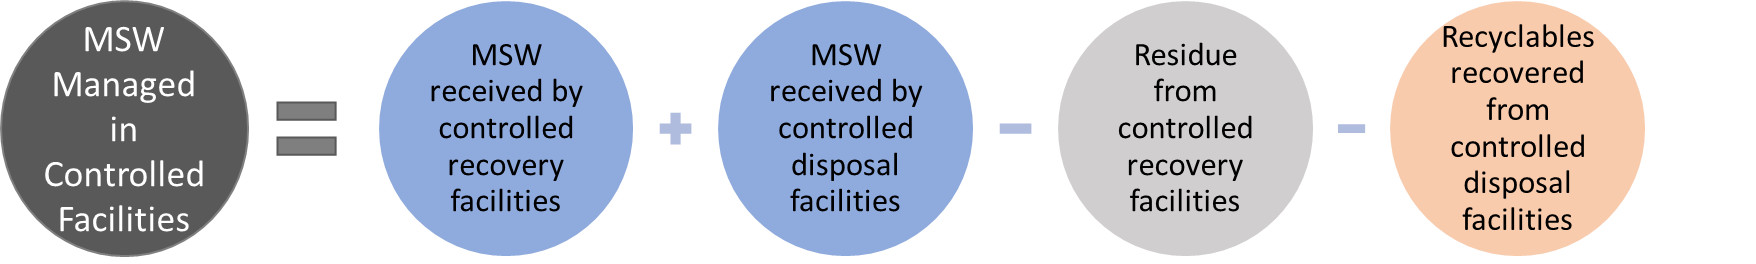 MSW
Managed
in
Controlled
Facilities
=
MSW
received by
controlled
recovery
facilities
+
MSW
received by
controlled
disposal
facilities
-
Residue
from
controlled
recovery
facilities
-
Recyclables
recovered
from
controlled
disposal
facilities